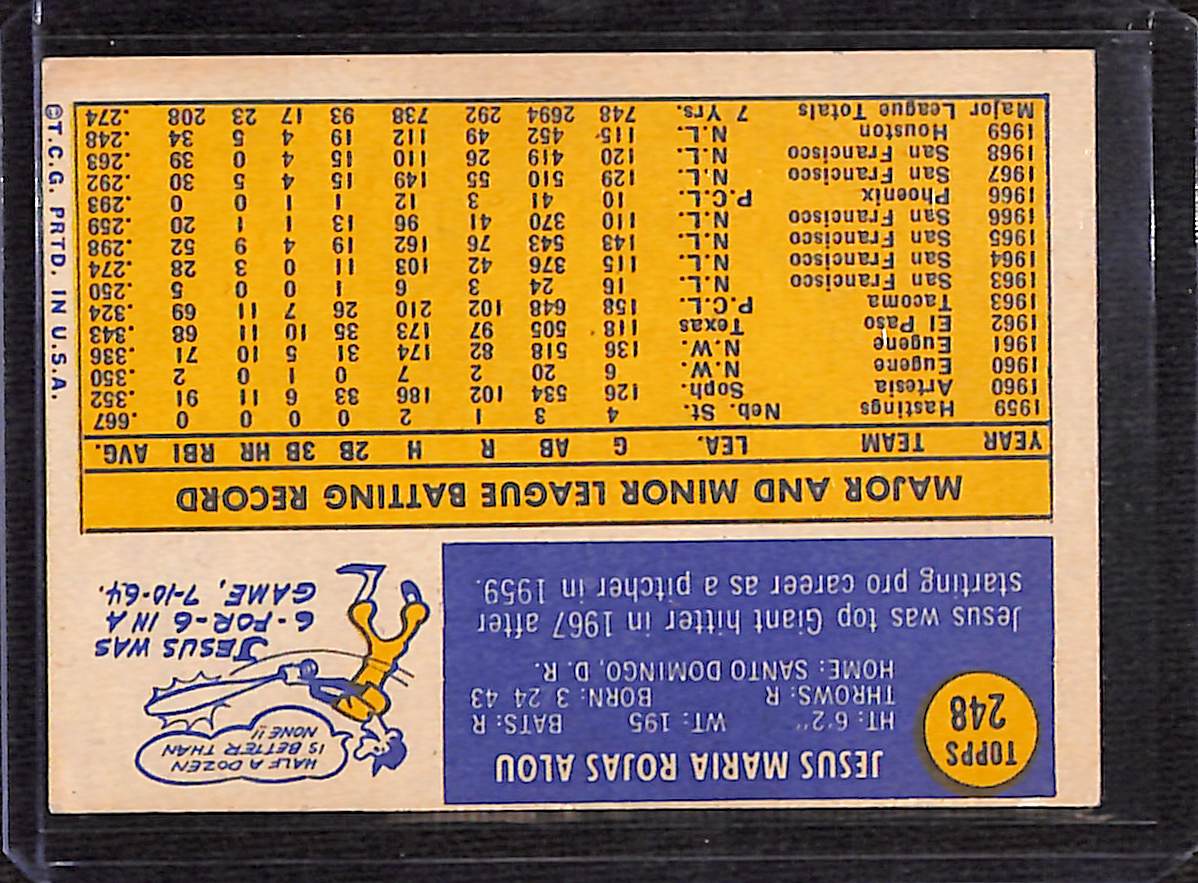 TOPPS
248
JESUS MARIA ROJAS ALOU
HT: 6'2" WT: 195 BATS: R
THROWS: R BORN: 3 24 43
HOME: SANTO DOMINGO, D. R.
Jesus was top Giant hitter in 1967 after
starting pro career as a pitcher in 1959.
HALF A DOZEN
IS BETTER THAN
NONE!!
JESUS WAS
6-FOR-6 IN A
GAME, 7-10-64.
MAJOR AND MINOR LEAGUE BATTING RECORD
YEAR TEAM LEA. G AB R H 2B 3B HR RBI AVG.
1959 Hastings Neb. St. 4 3 1 2 0 0 0 0 .667
1960 Artesia Soph. 126 534 102 188 33 6 11 91 .352
1960 Eugene N.W. 6 20 2 7 0 1 0 2 .350
1961 Eugene N.W. 136 518 82 174 31 5 10 71 .336
1962 El Paso Texas 118 505 97 173 35 10 11 68 .343
1963 Tacoma P.C.L. 158 648 102 210 26 7 11 69 .324
1963 San Francisco N.L. 16 24 3 6 1 0 0 5 .250
1964 San Francisco N.L. 115 376 42 103 11 0 3 28 .274
1965 San Francisco N.L. 143 543 76 162 19 4 9 52 .298
1966 San Francisco N.L. 110 370 41 96 13 1 1 20 .259
1966 Phoenix P.C.L. 10 41 3 12 1 1 0 0 .293
1967 San Francisco N.L. 129 510 55 149 15 4 5 30 .292
1968 San Francisco N.L. 120 419 26 110 15 4 0 39 .263
1969 Houston N.L. 115 452 49 112 19 4 5 34 .248
Major League Totals 7 Yrs. 748 2694 292 738 93 17 23 208 .274
©T.C.G. PRTD. IN U.S.A.